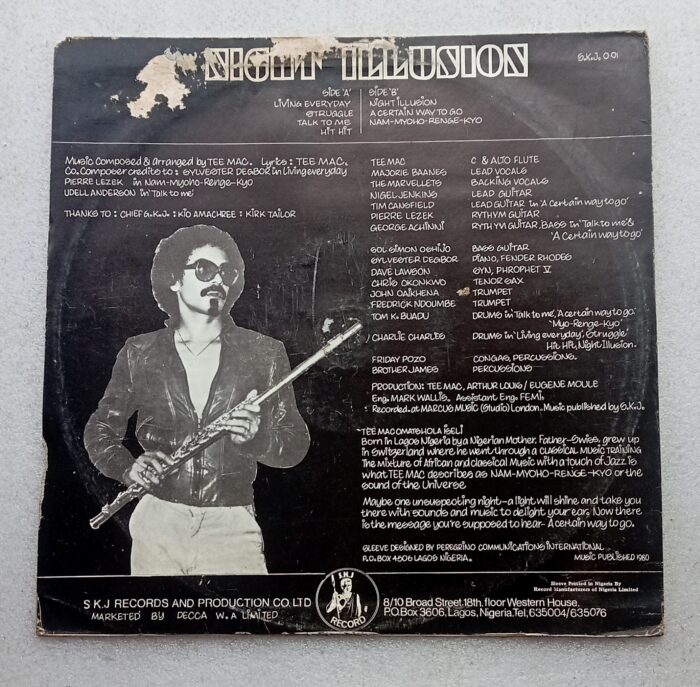 NIGHT ILLUSION
S.K.J. 001
SIDE 'A'
LIVING EVERYDAY
STRUGGLE
TALK TO ME
HIT HIT
SIDE 'B'
NIGHT ILLUSION
A CERTAIN WAY TO GO
NAM-MYOHO-RENGE-KYO
Music Composed & arranged by TEE MAC. Lyrics: TEE MAC.
Co. Composer credits to: SYLVESTER DEGBOR in Living everyday
PIERRE LEZEK in Nam-Myoho-Renge-Kyo
UDELL ANDERSON in 'Talk to me'
THANKS TO: CHIEF G.K.J.: KIO AMACHREE: KIRK TAILOR
TEE MAC C & ALTO FLUTE
MAJORIE BAANES LEAD VOCALS
THE MARVELLETS BACKING VOCALS
NIGEL JENKING LEAD GUITAR
TIM CANSFIELD LEAD GUITAR in 'A Certain way to go'
PIERRE LEZEK RYTHYM GUITAR
GEORGE ACHINNI RYTHYM GUITAR, BASS in 'Talk to me' &
'A Certain way to go'
SOL SIMON OSHIJO BASS GUITAR
SYLVESTER DEGBOR PIANO, FENDER RHODES
DAVE LAWSON SYN, PHROPHET V
CHRIS OKONKWO TENOR SAX
JOHN OAIKHENA TRUMPET
FREDRICK NDOUMBE TRUMPET
TOM K. BUADU DRUMS in 'Talk to me', 'A certain way to go'
'Myo-Renge-Kyo'
CHARLIE CHARLES DRUMS in 'Living everyday', Struggle'
Hit Hit, Night Illusion.
FRIDAY POZO CONGAS, PERCUSSIONS.
BROTHER JAMES PERCUSSIONS
PRODUCTION: TEE MAC, ARTHUR LOUIS / EUGENE MOULE
Eng. MARK WALLIS. Assistant Eng. FEMI.
Recorded at MARCUS MUSIC (Studio) London. Music published by S.K.J.
TEE MAC OMATSHOLA ISELI
Born in Lagos Nigeria by a Nigerian Mother, Father-Swiss, grew up
in Switzerland where he went through a CLASSICAL MUSIC TRAINING
The mixture of African and classical Music with a touch of Jazz is
what TEE MAC describes as NAM-MYOHO-RENGE-KYO or the
sound of the Universe.
Maybe one unsuspecting night-a light will shine and take you
there with sounds and music to delight your ear, Now there
is the message you're supposed to hear- A certain way to go.
SLEEVE DESIGNED BY PEREGRINO COMMUNICATIONS INTERNATIONAL
P.O. BOX 4506 LAGOS NIGERIA.
MUSIC PUBLISHED 1980
Sleeve Printed in Nigeria By
Record Manufacturers of Nigeria Limited
S K.J RECORDS AND PRODUCTION CO. LTD
MARKETED BY DECCA W.A LIMITED
S.K.J
RECORD
8/10 Broad Street, 18th, floor Western House,
P.O. Box 3606, Lagos, Nigeria. Tel, 635004/635076